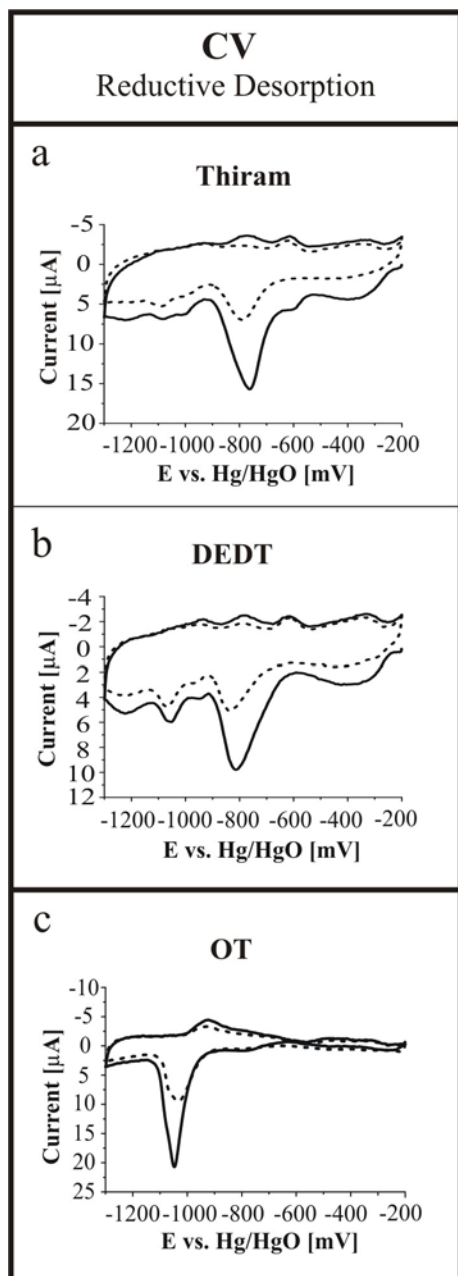 CV
Reductive Desorption
a
Thiram
-5
0
5
10
15
20
Current [µA]
-1200 -1000 -800 -600 -400 -200
E vs. Hg/HgO [mV]
b
DEDT
-4
-2
0
2
4
6
8
10
12
Current [µA]
-1200 -1000 -800 -600 -400 -200
E vs. Hg/HgO [mV]
c
OT
-10
-5
0
5
10
15
20
25
Current [µA]
-1200 -1000 -800 -600 -400 -200
E vs. Hg/HgO [mV]